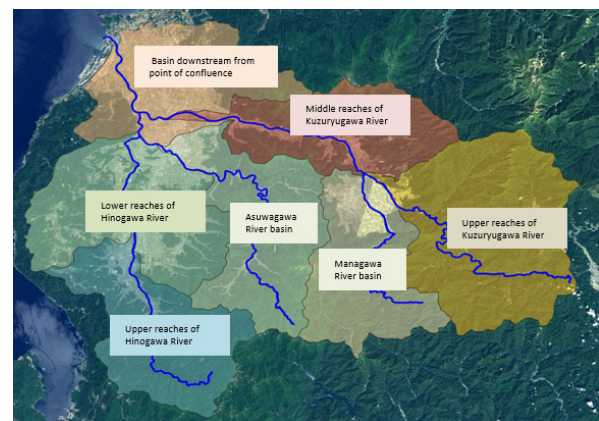 Basin downstream from
point of confluence
Middle reaches of
Kuzuryugawa River
Lower reaches of
Hinogawa River
Asuwagawa
River basin
Upper reaches of
Kuzuryugawa River
Managawa
River basin
Upper reaches of
Hinogawa River